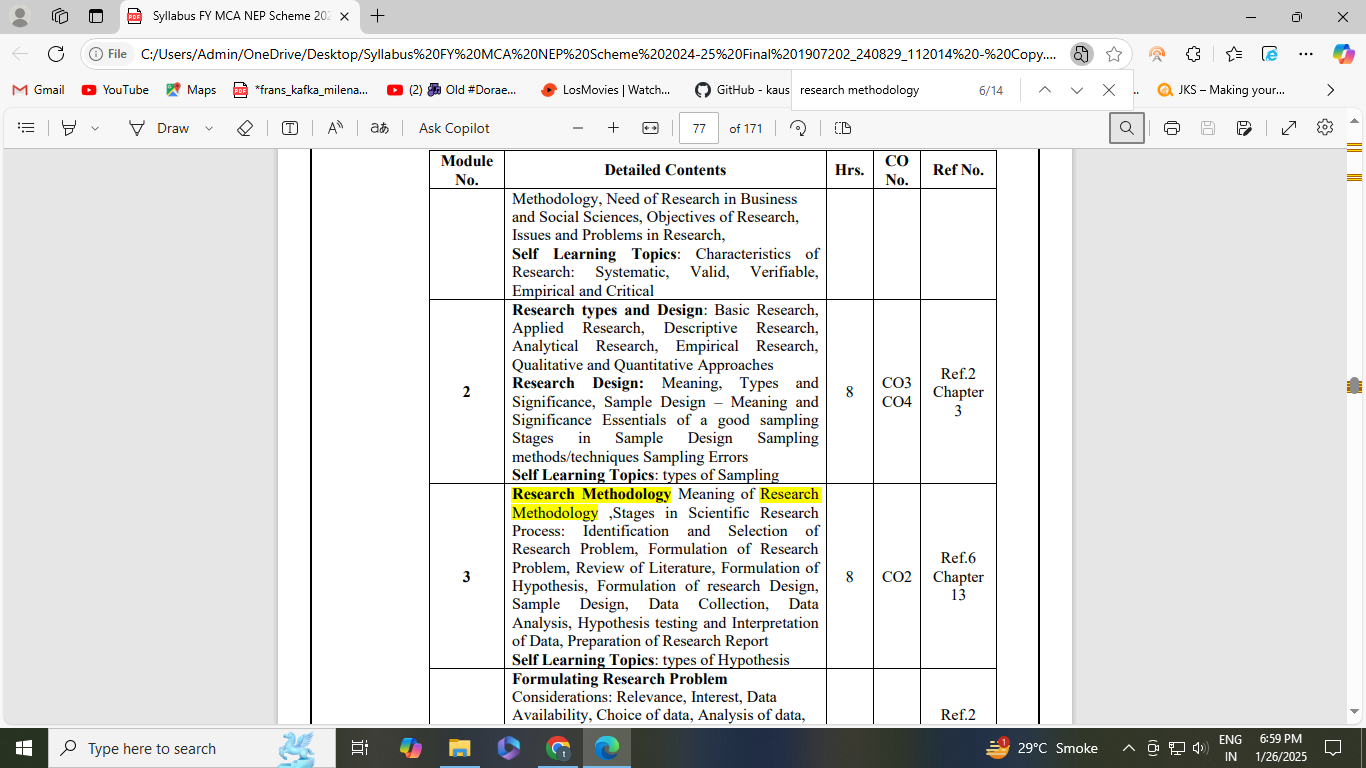 Syllabus FY MCA NEP Scheme 202
File
C:/Users/Admin/OneDrive/Desktop/Syllabus%20FY%20MCA%20NEP%20Scheme%202024-25%20Final%201907202_240829_112014%20-%20Copy....
Gmail
YouTube
Maps
*frans_kafka_milena...
(2) Old #Dorae...
LosMovies | Watch...
GitHub - kaus
research methodology
6/14
JKS – Making your...
Draw
aあ
Ask Copilot
77
of 171
Module No.
Detailed Contents
Hrs.
CO No.
Ref No.
Methodology, Need of Research in Business
and Social Sciences, Objectives of Research,
Issues and Problems in Research,
Self Learning Topics: Characteristics of
Research: Systematic, Valid, Verifiable,
Empirical and Critical
2
Research types and Design: Basic Research,
Applied Research, Descriptive Research,
Analytical Research, Empirical Research,
Qualitative and Quantitative Approaches
Research Design: Meaning, Types and
Significance, Sample Design – Meaning and
Significance Essentials of a good sampling
Stages in Sample Design Sampling
methods/techniques Sampling Errors
Self Learning Topics: types of Sampling
8
CO3
CO4
Ref.2
Chapter
3
3
Research Methodology Meaning of Research
Methodology ,Stages in Scientific Research
Process: Identification and Selection of
Research Problem, Formulation of Research
Problem, Review of Literature, Formulation of
Hypothesis, Formulation of research Design,
Sample Design, Data Collection, Data
Analysis, Hypothesis testing and Interpretation
of Data, Preparation of Research Report
Self Learning Topics: types of Hypothesis
8
CO2
Ref.6
Chapter
13
Formulating Research Problem
Considerations: Relevance, Interest, Data
Availability, Choice of data, Analysis of data,
Ref.2
Type here to search
29°C Smoke
ENG
IN
6:59 PM
1/26/2025